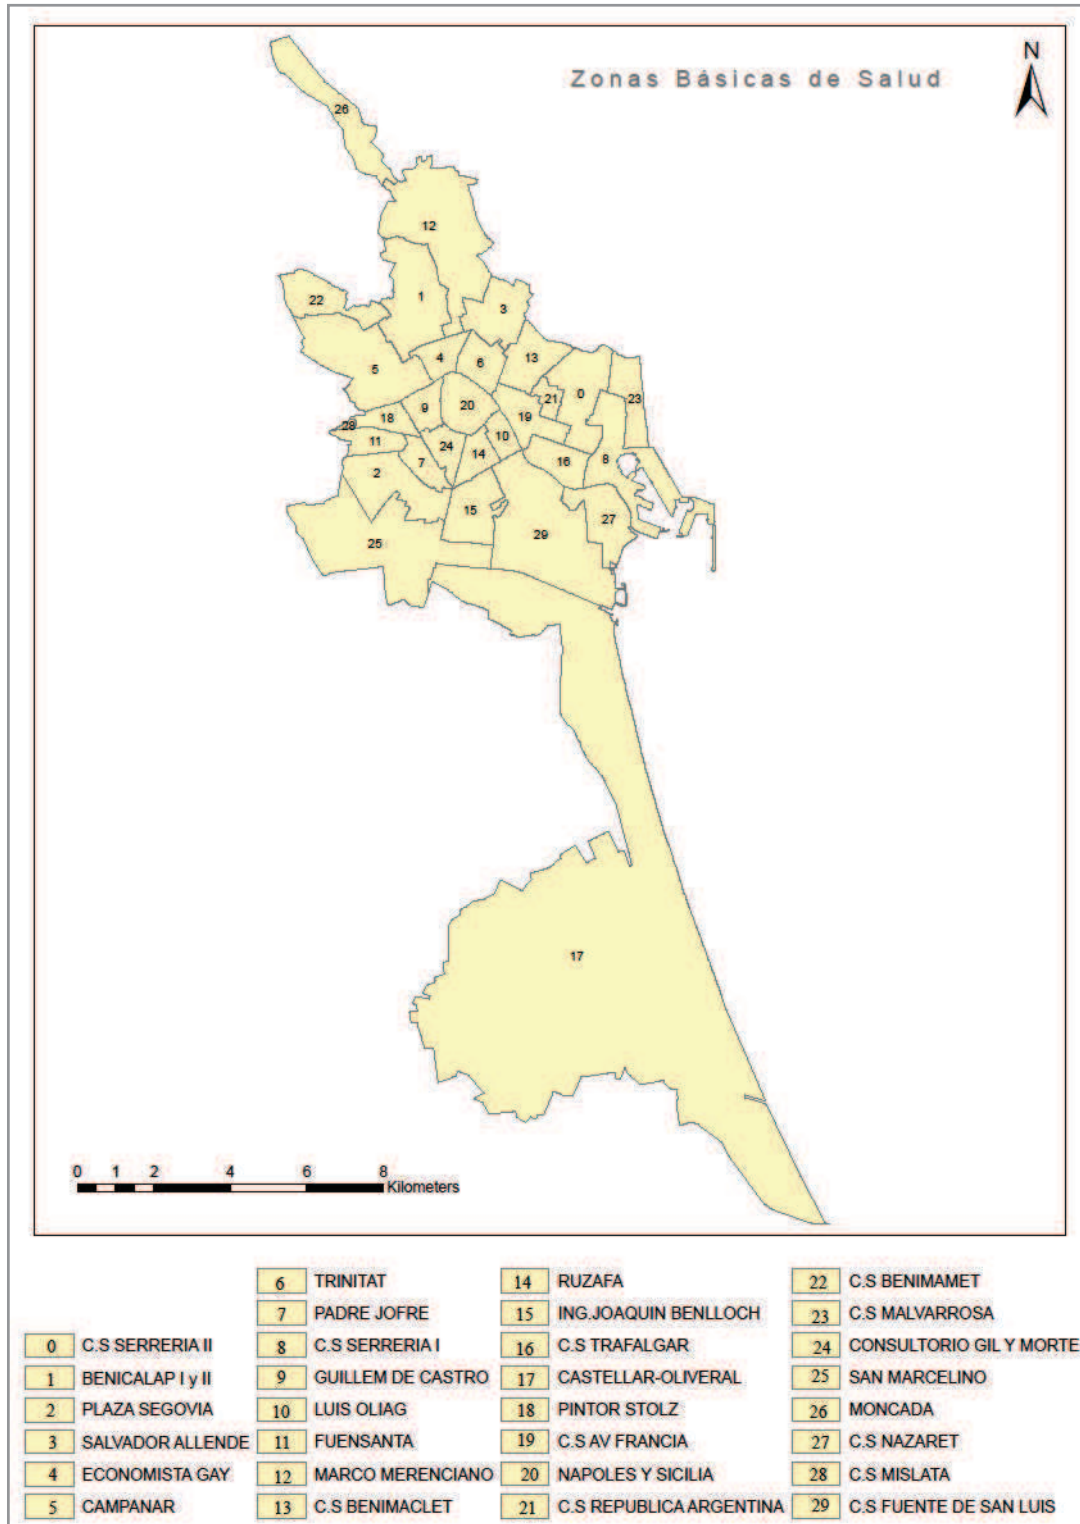 Zonas Básicas de Salud
N
26
12
22
1
3
4
6
13
5
21
0
23
9
20
18
19
28
10
11
24
14
7
16
8
2
15
27
29
25
17
0 1 2 4 6 8
Kilometers
0 C.S SERRERIA II
1 BENICALAP I y II
2 PLAZA SEGOVIA
3 SALVADOR ALLENDE
4 ECONOMISTA GAY
5 CAMPANAR
6 TRINITAT
7 PADRE JOFRE
8 C.S SERRERIA I
9 GUILLEM DE CASTRO
10 LUIS OLIAG
11 FUENSANTA
12 MARCO MERENCIANO
13 C.S BENIMACLET
14 RUZAFA
15 ING.JOAQUIN BENLLOCH
16 C.S TRAFALGAR
17 CASTELLAR-OLIVERAL
18 PINTOR STOLZ
19 C.S AV FRANCIA
20 NAPOLES Y SICILIA
21 C.S REPUBLICA ARGENTINA
22 C.S BENIMAMET
23 C.S MALVARROSA
24 CONSULTORIO GIL Y MORTE
25 SAN MARCELINO
26 MONCADA
27 C.S NAZARET
28 C.S MISLATA
29 C.S FUENTE DE SAN LUIS